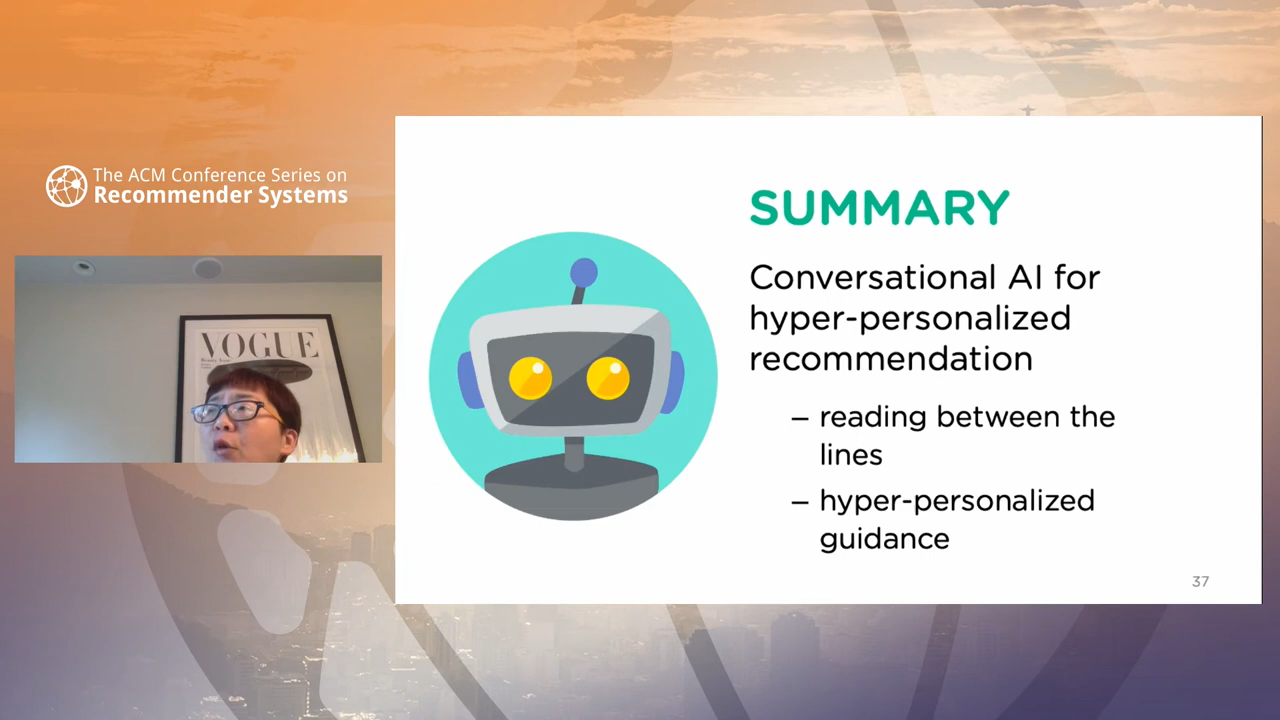 The ACM Conference Series on
Recommender Systems
VOGUE
SUMMARY
Conversational AI for
hyper-personalized
recommendation
– reading between the
lines
– hyper-personalized
guidance
37